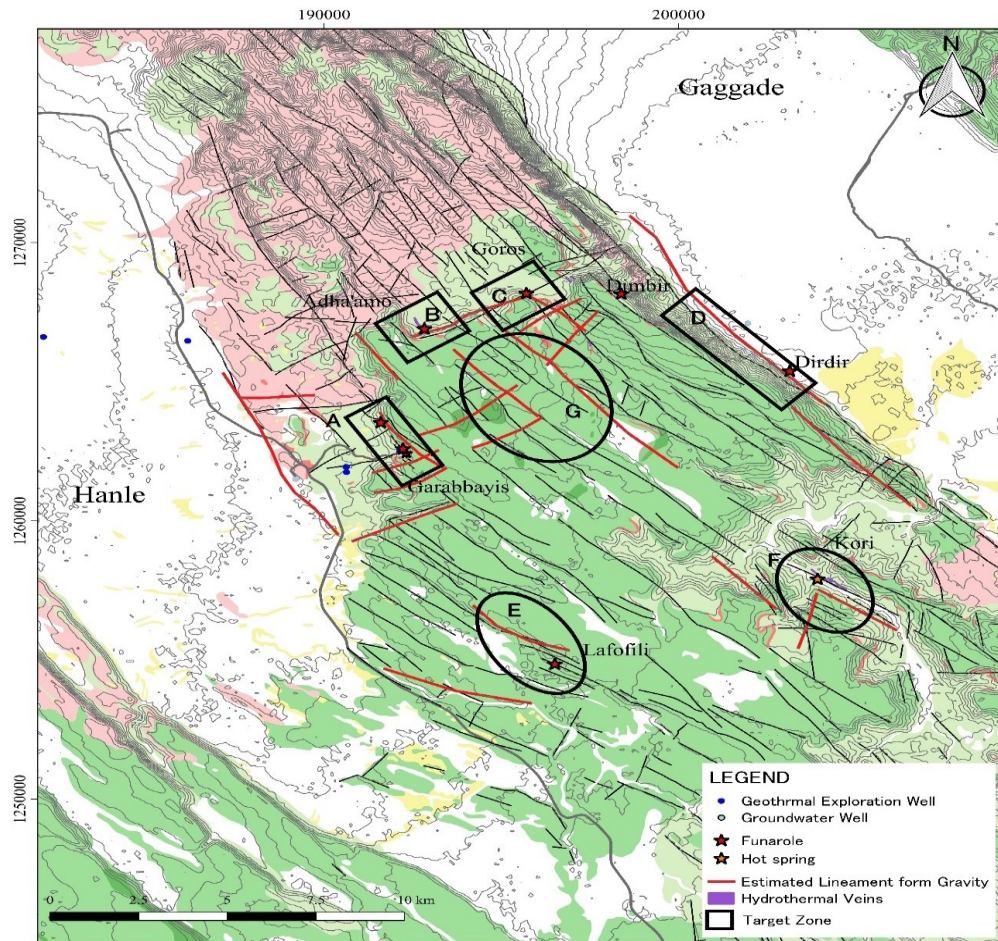 190000
200000
N
Gaggade
1270000
Goros
Adha'amo
C
Dimbir
B
D
Dirdir
G
A
Garabbayis
Hanle
1260000
F
Kori
E
Lafofili
1250000
LEGEND
Geothrmal Exploration Well
Groundwater Well
Funarole
Hot spring
Estimated Lineament form Gravity
Hydrothermal Veins
Target Zone
0 2.5 5 7.5 10 km